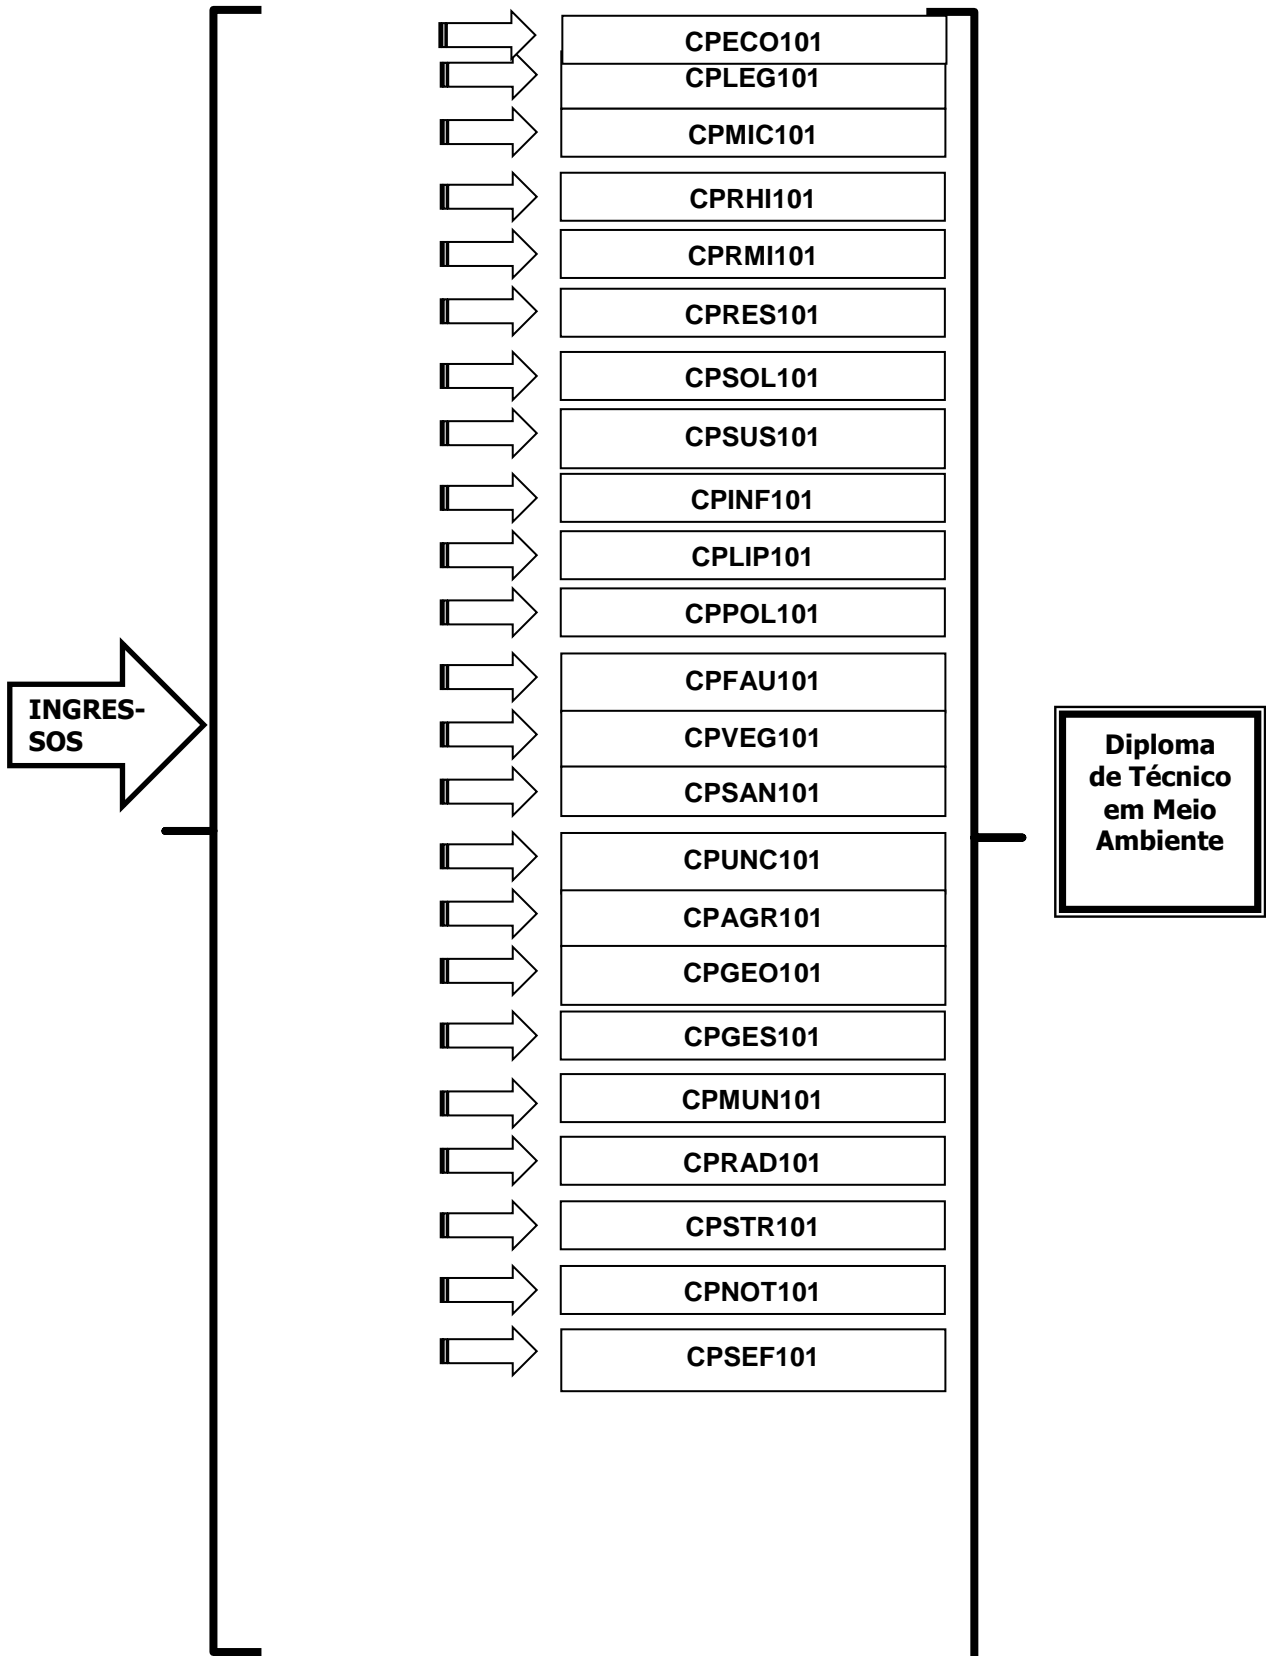 CPECO101
CPLEG101
CPMIC101
CPRHI101
CPRMI101
CPRES101
CPSOL101
CPSUS101
CPINF101
CPLIP101
CPPOL101
CPFAU101
CPVEG101
CPSAN101
CPUNC101
CPAGR101
CPGEO101
CPGES101
CPMUN101
CPRAD101
CPSTR101
CPNOT101
CPSEF101
INGRES-
SOS
Diploma
de Técnico
em Meio
Ambiente